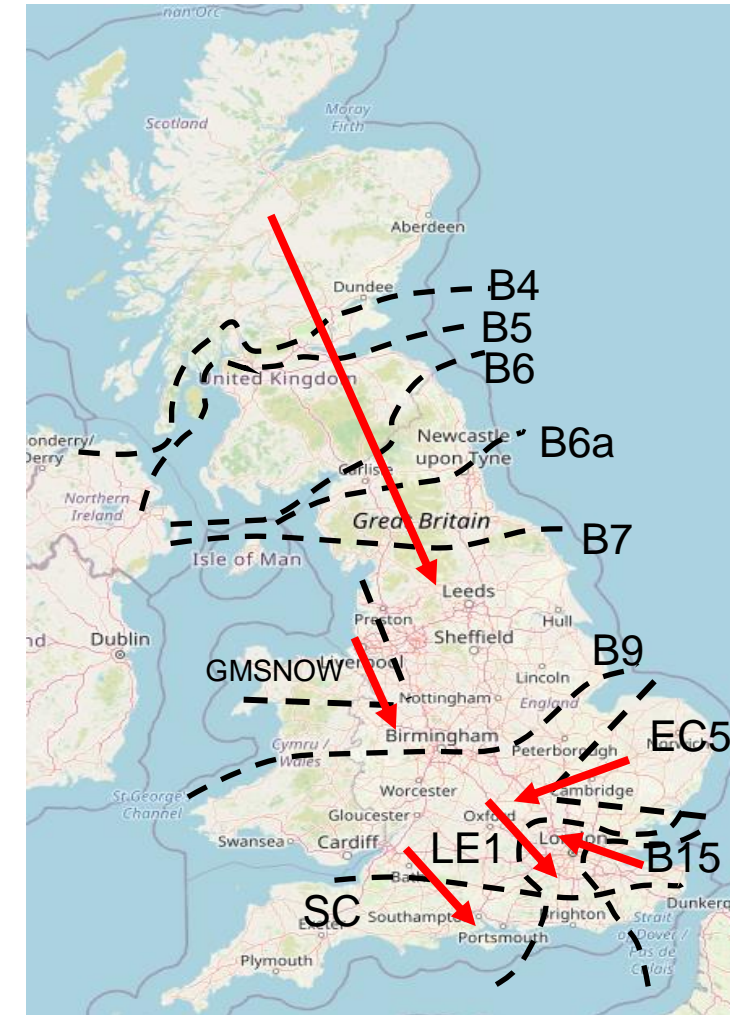 nan Orc
Moray
Firth
Scotland
Aberdeen
Dundee
B4
B5
United Kingdom
B6
onderry/
Derry
Newcastle
upon Tyne
B6a
Carlisle
Northern
Ireland
Great Britain
B7
Isle of Man
Leeds
Preston
Hull
nd
Dublin
Sheffield
Liverpool
B9
GMSNOW
Lincoln
Nottingham
England
Birmingham
EC5
Norwich
Cymru /
Wales
Peterborough
St George'
Channel
Worcester
Cambridge
Gloucester
Oxford
Swansea
Cardiff
LE1
London
B15
Bath
SC
Southampt
Exeter
Brighton
Dunkerq
Portsmouth
Strait
of Dover /
Pas de
Calais
Plymouth